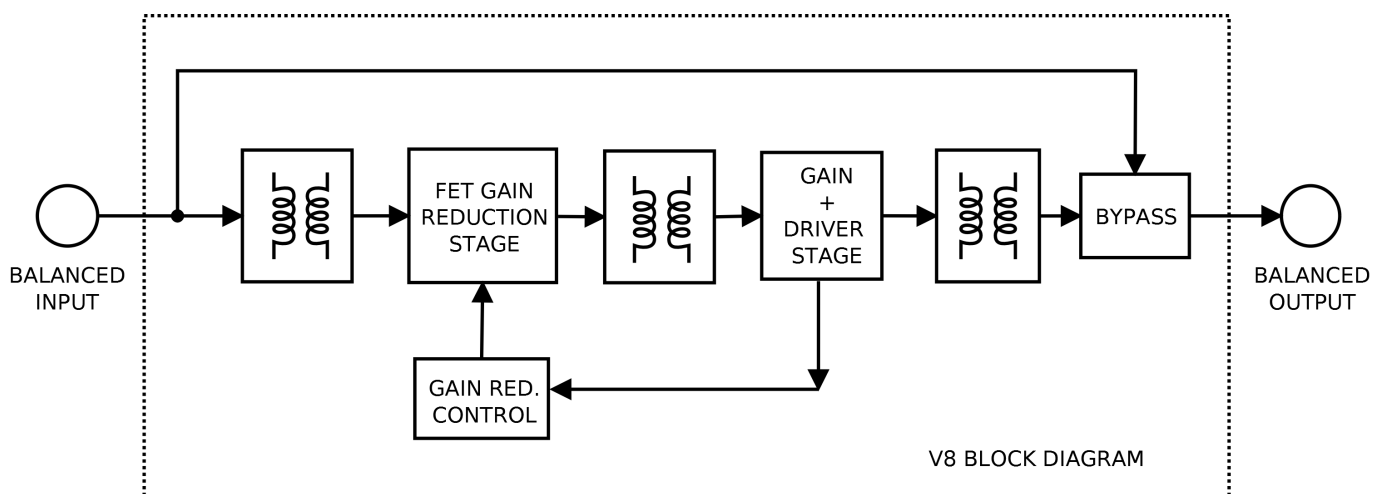 BALANCED
INPUT
FET GAIN
REDUCTION
STAGE
GAIN
+
DRIVER
STAGE
BYPASS
BALANCED
OUTPUT
GAIN RED.
CONTROL
V8 BLOCK DIAGRAM